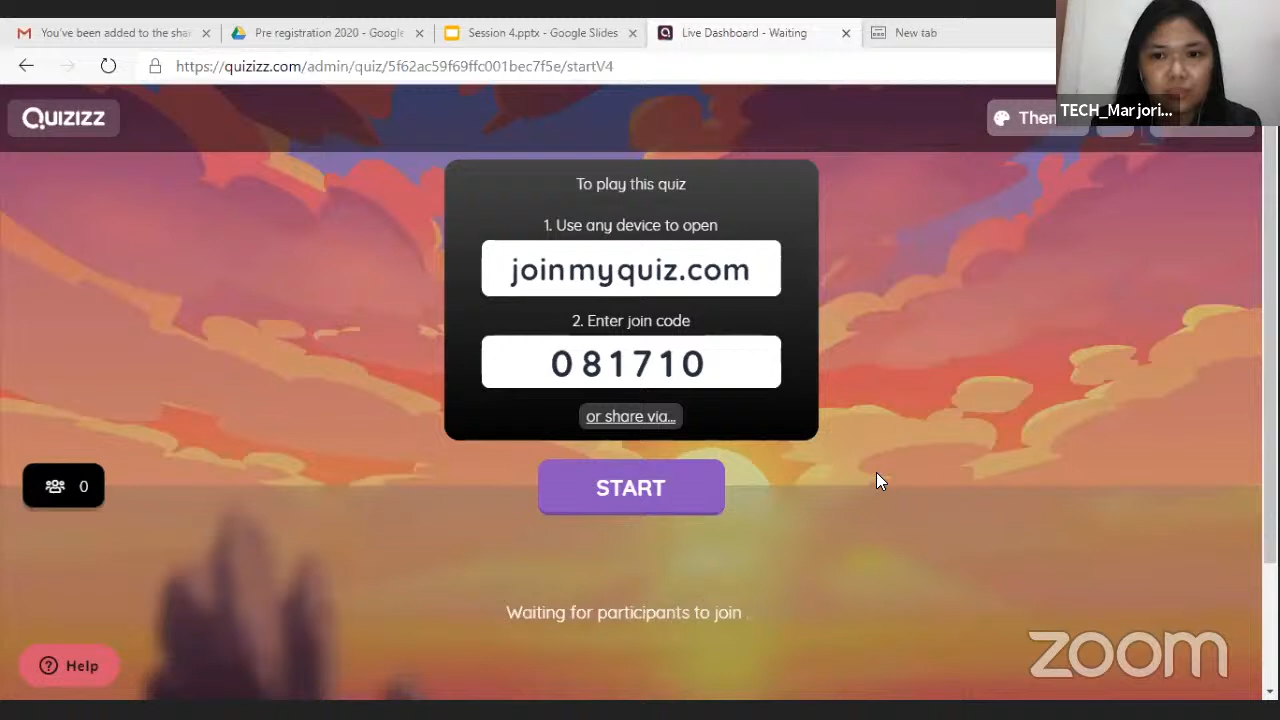 You've been added to the shar
Pre registration 2020 - Google
Session 4.pptx - Google Slides
Live Dashboard - Waiting
New tab
https://quizizz.com/admin/quiz/5f62ac59f69ffc001bec7f5e/startV4
TECH_Marjori...
Quizizz
Them
To play this quiz
1. Use any device to open
joinmyquiz.com
2. Enter join code
081710
or share via...
0
START
Waiting for participants to join .
Help
zoom